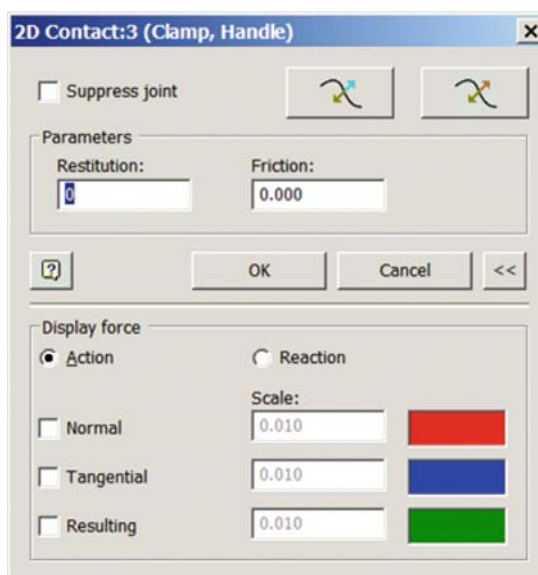 2D Contact:3 (Clamp, Handle)
Suppress joint
Parameters
Restitution: Friction:
0 0.000
OK Cancel <<
Display force
Action Reaction
Scale:
Normal 0.010
Tangential 0.010
Resulting 0.010